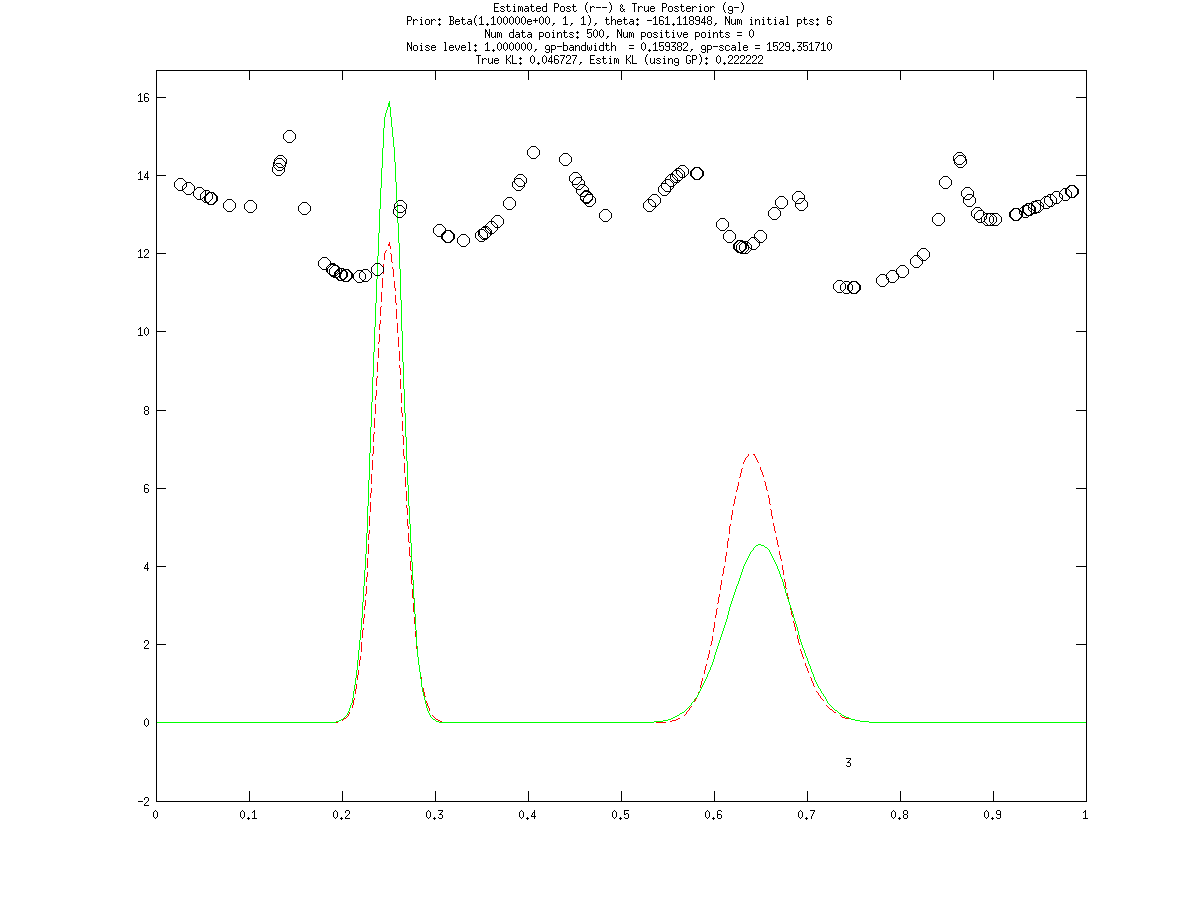 Estimated Post (r--) & True Posterior (g-)
Prior: Beta(1.100000e+00, 1, 1), theta: -161.118948, Num initial pts: 6
Num data points: 500, Num positive points = 0
Noise level: 1.000000, gp-bandwidth  = 0.159382, gp-scale = 1529.351710
True KL: 0.046727, Estim KL (using GP): 0.222222
16
14
12
10
8
6
4
2
0
3
-2
0 0.1 0.2 0.3 0.4 0.5 0.6 0.7 0.8 0.9 1